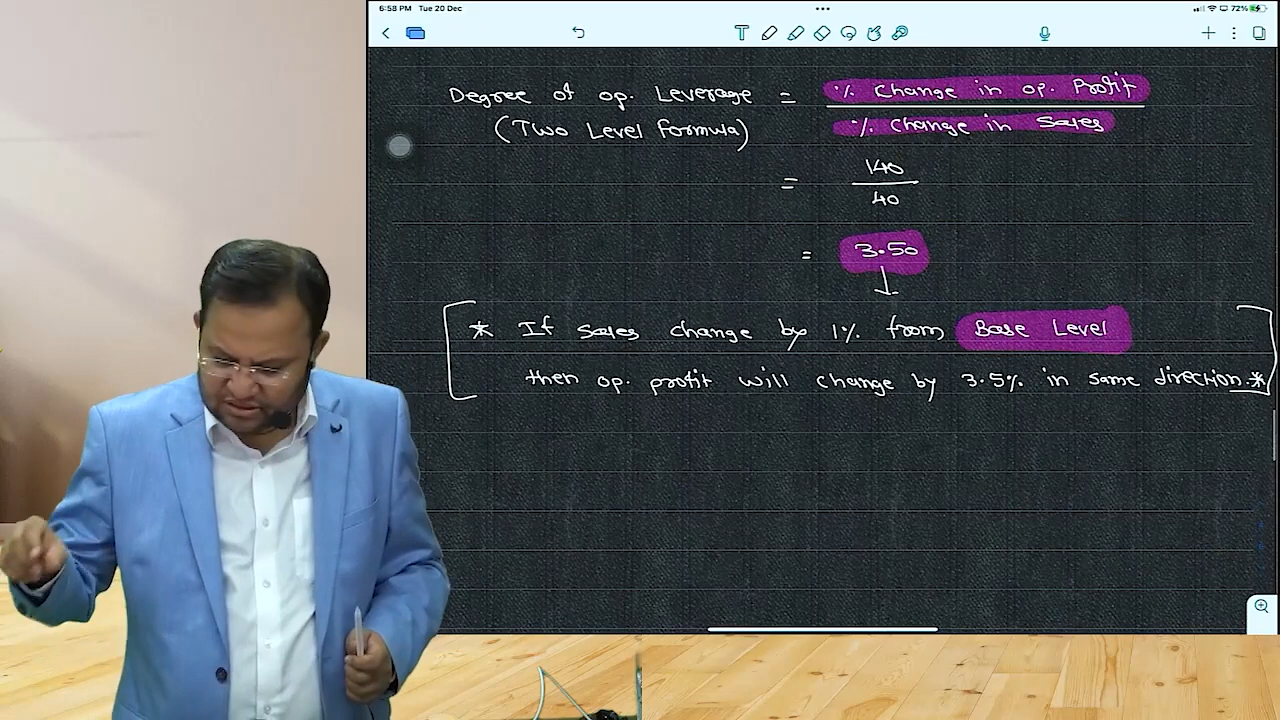 6:58 PM Tue 20 Dec
72%
Degree of op. Leverage = % Change in op. Profit
(Two Level formula) % Change in Sales
= 140
40
= 3.50
* If Sales change by 1% from Base Level
then op. profit will change by 3.5% in same direction.*